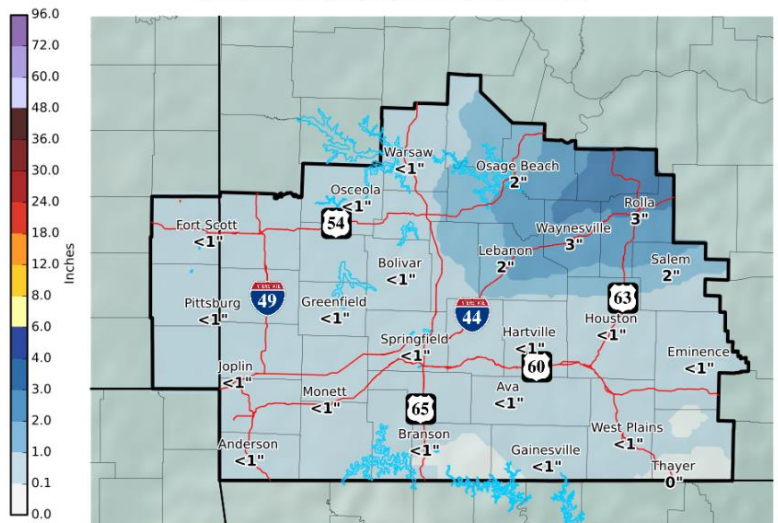 96.0
72.0
60.0
48.0
36.0
30.0
24.0
18.0
12.0
8.0
6.0
4.0
3.0
2.0
1.0
0.1
0.0
Inches
Warsaw
<1"
Osage Beach
2"
Osceola
<1"
Rolla
3"
54
Fort Scott
<1"
Waynesville
3"
Lebanon
2"
Salem
2"
Bolivar
<1"
49
Pittsburg
<1"
Greenfield
<1"
44
63
Houston
<1"
Springfield
<1"
Hartville
<1"
Eminence
<1"
Joplin
<1"
60
Monett
<1"
Ava
<1"
65
Branson
<1"
West Plains
<1"
Anderson
<1"
Gainesville
<1"
Thayer
0"